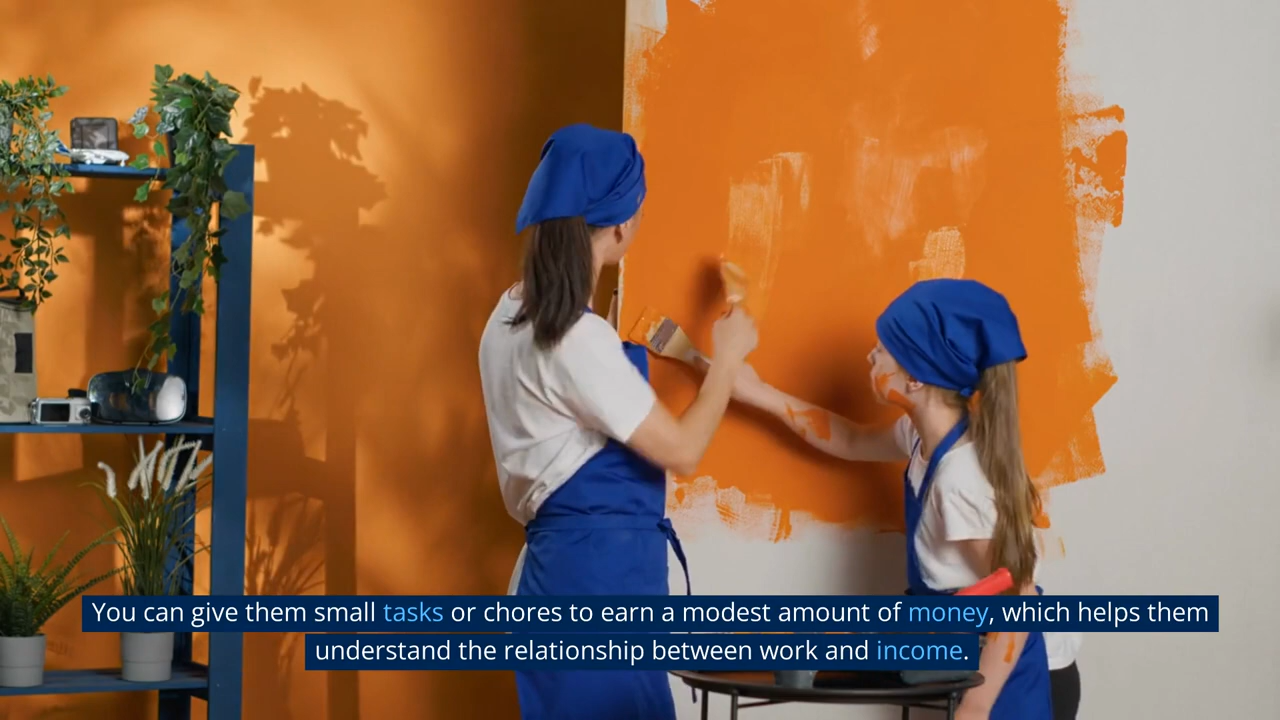 You can give them small tasks or chores to earn a modest amount of money, which helps them
understand the relationship between work and income.